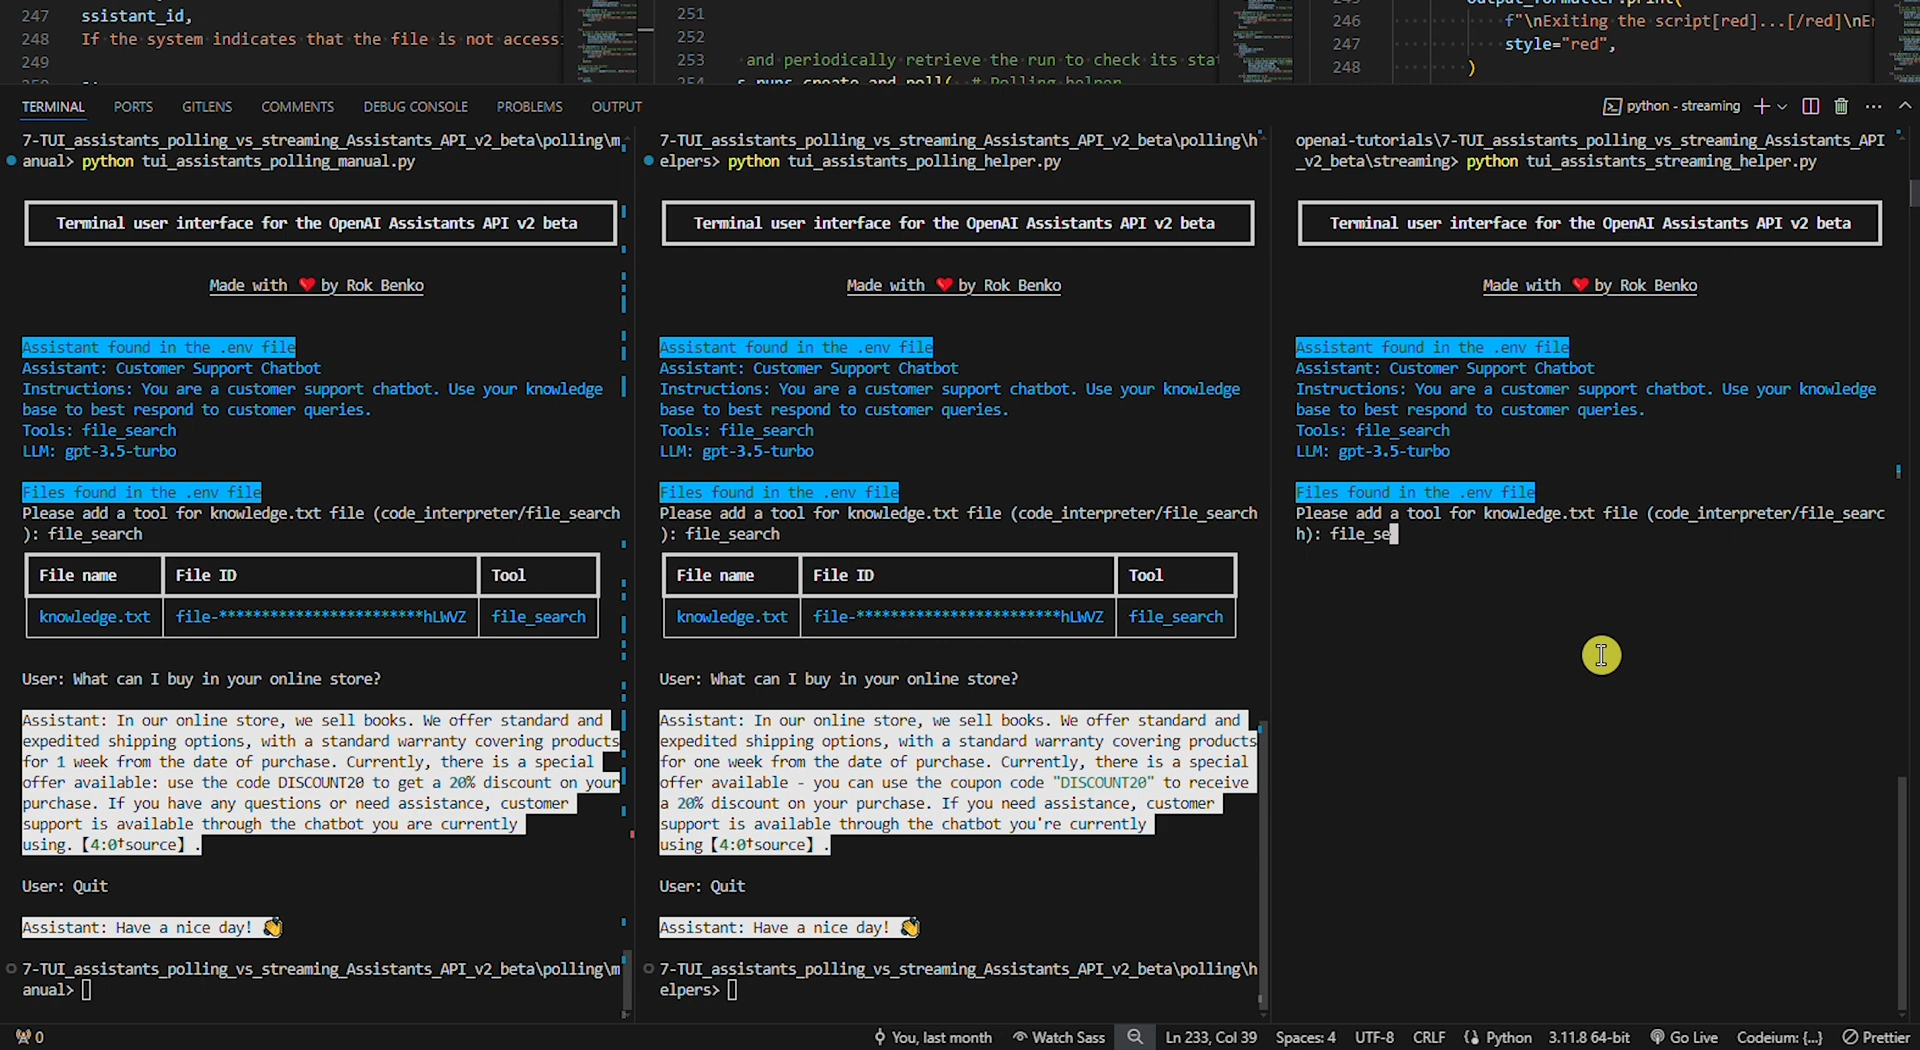 247 ssistant_id,
248 If the system indicates that the file is not access:
249
251
252
253 and periodically retrieve the run to check its stat
246 f"\nExiting the script[red]...[/red]\nEr
247 style="red",
248 )
TERMINAL PORTS GITLENS COMMENTS DEBUG CONSOLE PROBLEMS OUTPUT
python - streaming
7-TUI_assistants_polling_vs_streaming_Assistants_API_v2_beta\polling\m
anual> python tui_assistants_polling_manual.py
Terminal user interface for the OpenAI Assistants API v2 beta
Made with ❤ by Rok Benko
Assistant found in the .env file
Assistant: Customer Support Chatbot
Instructions: You are a customer support chatbot. Use your knowledge
base to best respond to customer queries.
Tools: file_search
LLM: gpt-3.5-turbo
Files found in the .env file
Please add a tool for knowledge.txt file (code_interpreter/file_search
): file_search
File name File ID Tool
knowledge.txt file-************************hLWVZ file_search
User: What can I buy in your online store?
Assistant: In our online store, we sell books. We offer standard and
expedited shipping options, with a standard warranty covering products
for 1 week from the date of purchase. Currently, there is a special
offer available: use the code DISCOUNT20 to get a 20% discount on your
purchase. If you have any questions or need assistance, customer
support is available through the chatbot you are currently
using.【4:0†source】.
User: Quit
Assistant: Have a nice day! 👋
7-TUI_assistants_polling_vs_streaming_Assistants_API_v2_beta\polling\m
anual>
7-TUI_assistants_polling_vs_streaming_Assistants_API_v2_beta\polling\h
elpers> python tui_assistants_polling_helper.py
Terminal user interface for the OpenAI Assistants API v2 beta
Made with ❤ by Rok Benko
Assistant found in the .env file
Assistant: Customer Support Chatbot
Instructions: You are a customer support chatbot. Use your knowledge
base to best respond to customer queries.
Tools: file_search
LLM: gpt-3.5-turbo
Files found in the .env file
Please add a tool for knowledge.txt file (code_interpreter/file_search
): file_search
File name File ID Tool
knowledge.txt file-************************hLWVZ file_search
User: What can I buy in your online store?
Assistant: In our online store, we sell books. We offer standard and
expedited shipping options, with a standard warranty covering products
for one week from the date of purchase. Currently, there is a special
offer available - you can use the coupon code "DISCOUNT20" to receive
a 20% discount on your purchase. If you need assistance, customer
support is available through the chatbot you're currently
using【4:0†source】.
User: Quit
Assistant: Have a nice day! 👋
7-TUI_assistants_polling_vs_streaming_Assistants_API_v2_beta\polling\h
elpers>
openai-tutorials\7-TUI_assistants_polling_vs_streaming_Assistants_API
_v2_beta\streaming> python tui_assistants_streaming_helper.py
Terminal user interface for the OpenAI Assistants API v2 beta
Made with ❤ by Rok Benko
Assistant found in the .env file
Assistant: Customer Support Chatbot
Instructions: You are a customer support chatbot. Use your knowledge
base to best respond to customer queries.
Tools: file_search
LLM: gpt-3.5-turbo
Files found in the .env file
Please add a tool for knowledge.txt file (code_interpreter/file_searc
h): file_se
0 You, last month Watch Sass Ln 233, Col 39 Spaces: 4 UTF-8 CRLF Python 3.11.8 64-bit Go Live Codeium: {...} Prettier